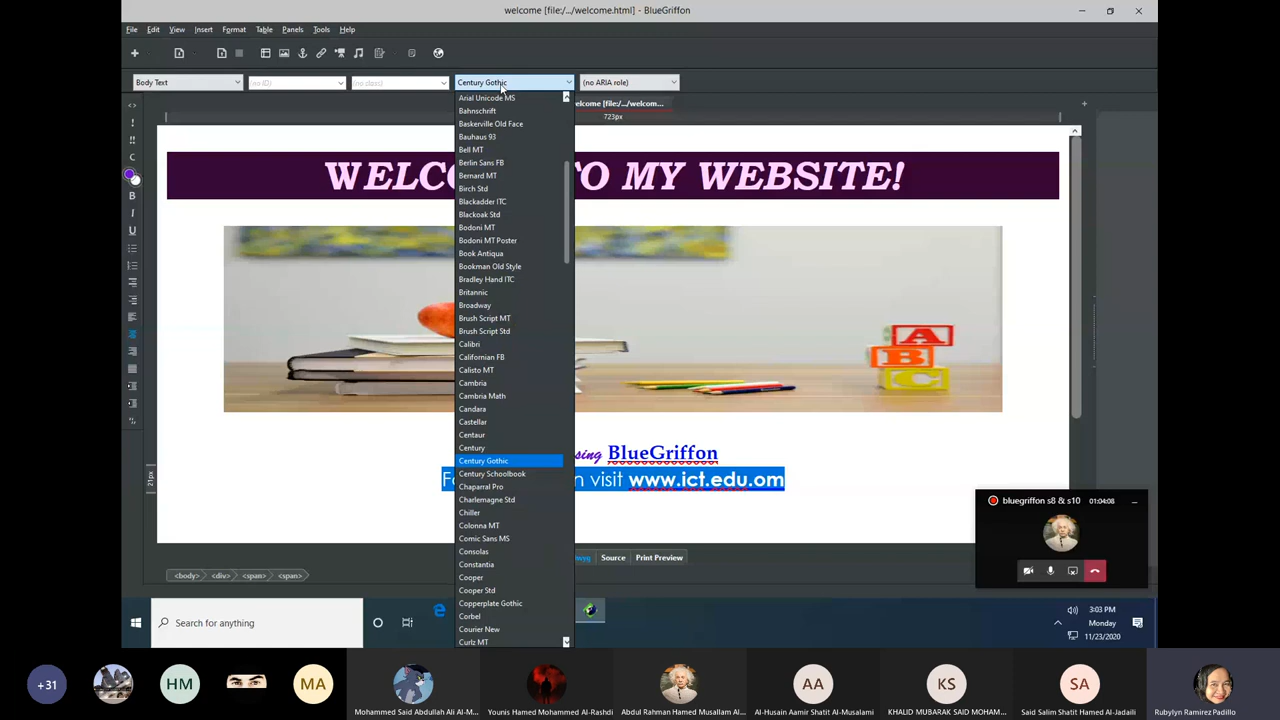 welcome [file:/.../welcome.html] - BlueGriffon
File Edit View Insert Format Table Panels Tools Help
Body Text (no ID) (no class) Century Gothic (no ARIA role)
elcome [file:/.../welcom...
723px
Arial Unicode MS
Bahnschrift
Baskerville Old Face
Bauhaus 93
Bell MT
Berlin Sans FB
Bernard MT
Birch Std
Blackadder ITC
Blackoak Std
Bodoni MT
Bodoni MT Poster
Book Antiqua
Bookman Old Style
Bradley Hand ITC
Britannic
Broadway
Brush Script MT
Brush Script Std
Calibri
Californian FB
Calisto MT
Cambria
Cambria Math
Candara
Castellar
Centaur
Century
Century Gothic
Century Schoolbook
Chaparral Pro
Charlemagne Std
Chiller
Colonna MT
Comic Sans MS
Consolas
Constantia
Cooper
Cooper Std
Copperplate Gothic
Corbel
Courier New
Curlz MT
WELC TO MY WEBSITE!
A
B
C
sing BlueGriffon
Fo n visit www.ict.edu.om
21px
wyg Source Print Preview
<body> <div> <span> <span>
bluegriffon s8 & s10 01:04:08
Search for anything
3:03 PM
Monday
11/23/2020
+31 HM MA AA KS SA
Mohammed Said Abdullah Ali Al-M... Younis Hamed Mohammed Al-Rashdi Abdul Rahman Hamed Musallam Al... Al-Husain Aamir Shatit Al-Musalami KHALID MUBARAK SAID MOHAM... Said Salim Shatit Hamed Al-Jadaili Rubylyn Ramirez Padillo